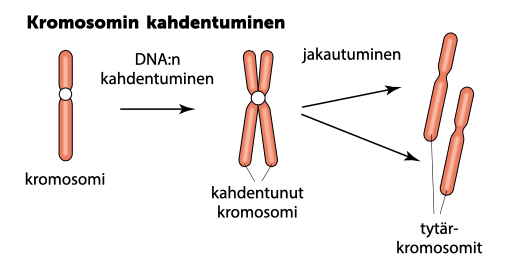 Kromosomin kahdentuminen
DNA:n
kahdentuminen
jakautuminen
kromosomi
kahdentunut
kromosomi
tytär-
kromosomit